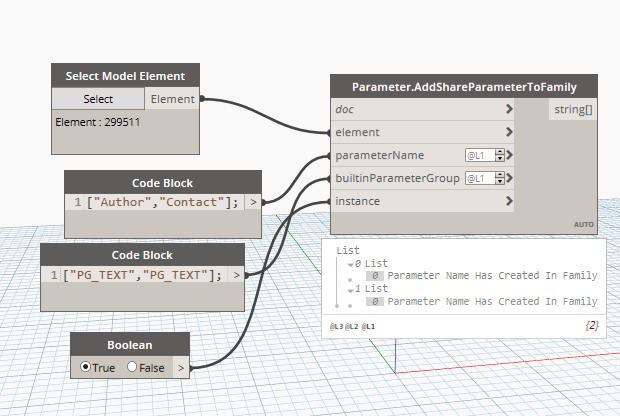 Select Model Element
Select Element
Element : 299511
Parameter.AddShareParameterToFamily
doc string[]
element
parameterName @L1
builtinParameterGroup @L1
instance
AUTO
Code Block
1 ["Author","Contact"]; >
Code Block
1 ["PG_TEXT","PG_TEXT"]; >
Boolean
True False >
List
0 List
0 Parameter Name Has Created In Family
1 List
0 Parameter Name Has Created In Family
@L3 @L2 @L1 {2}